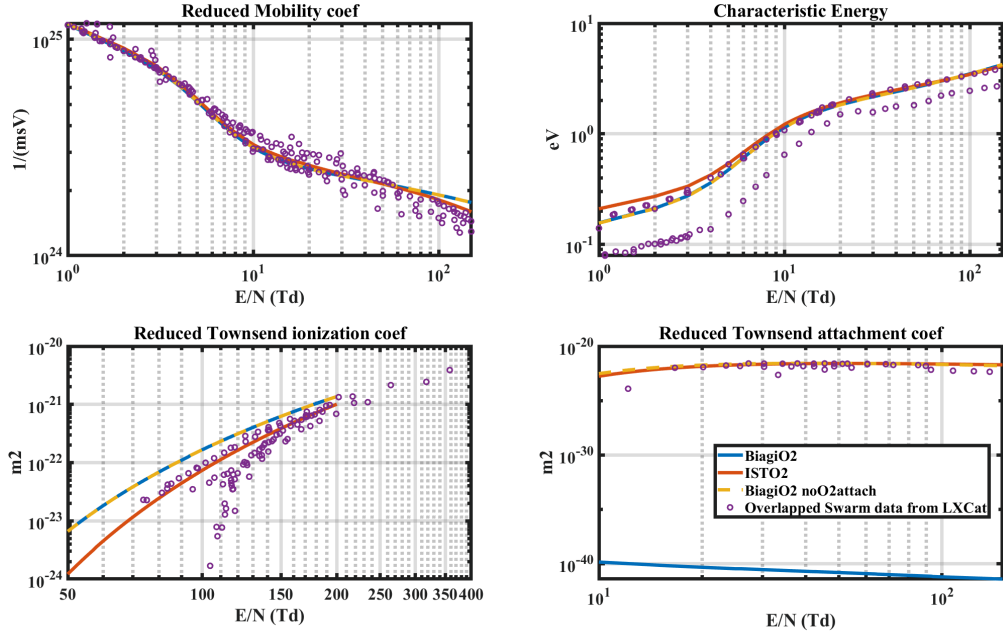 Reduced Mobility coef
10^25
1/(msV)
10^24
10^0
10^1
10^2
E/N (Td)
Characteristic Energy
10^1
eV
10^0
10^-1
10^0
10^1
10^2
E/N (Td)
Reduced Townsend ionization coef
10^-20
10^-21
m2
10^-22
10^-23
10^-24
50
100
150
200
250
300
350
400
E/N (Td)
Reduced Townsend attachment coef
10^-20
m2
10^-30
10^-40
BiagiO2
ISTO2
BiagiO2 noO2attach
Overlapped Swarm data from LXCat
10^1
10^2
E/N (Td)